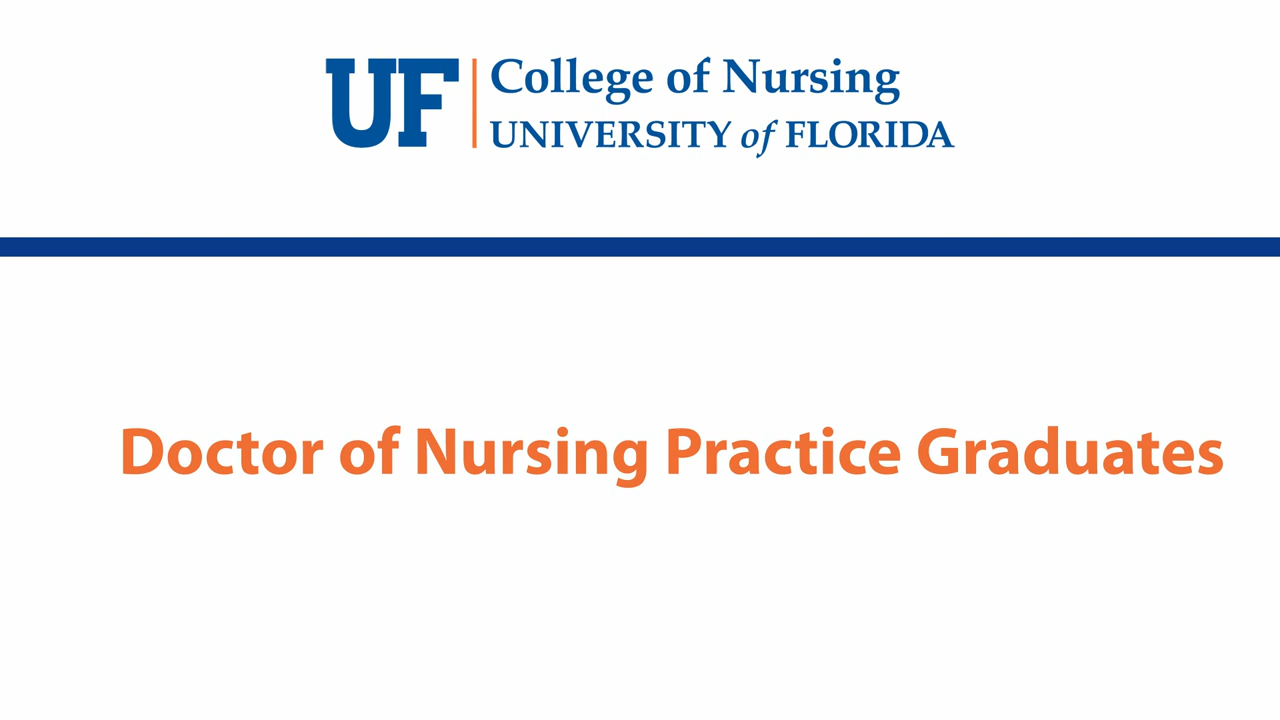 UF
College of Nursing
UNIVERSITY of FLORIDA
Doctor of Nursing Practice Graduates